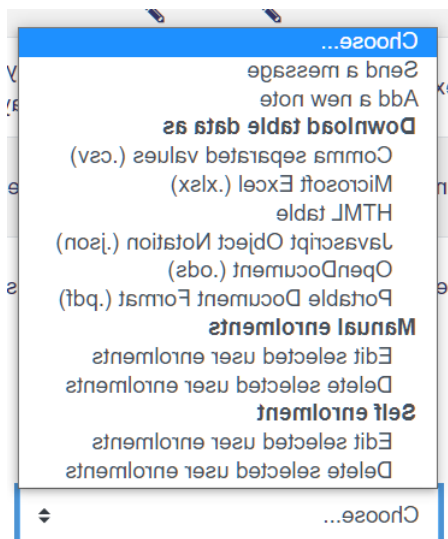 Choose...
Send a message
Add a new note
Download table data as
Comma separated values (.csv)
Microsoft Excel (.xlsx)
HTML table
Javascript Object Notation (.json)
OpenDocument (.ods)
Portable Document Format (.pdf)
Manual enrolments
Edit selected user enrolments
Delete selected user enrolments
Self enrolment
Edit selected user enrolments
Delete selected user enrolments
Choose...